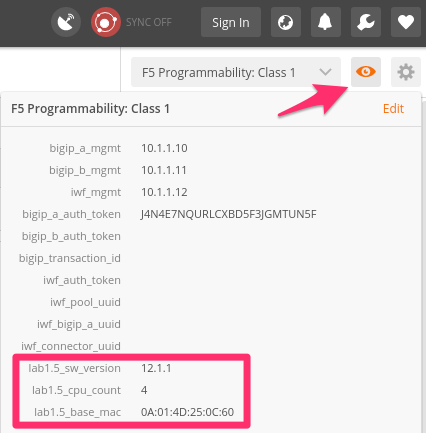 SYNC OFF Sign In
F5 Programmability: Class 1
F5 Programmability: Class 1 Edit
bigip_a_mgmt 10.1.1.10
bigip_b_mgmt 10.1.1.11
iwf_mgmt 10.1.1.12
bigip_a_auth_token J4N4E7NQURLCXBD5F3JGMTUN5F
bigip_b_auth_token
bigip_transaction_id
iwf_auth_token
iwf_pool_uuid
iwf_bigip_a_uuid
iwf_connector_uuid
lab1.5_sw_version 12.1.1
lab1.5_cpu_count 4
lab1.5_base_mac 0A:01:4D:25:0C:60